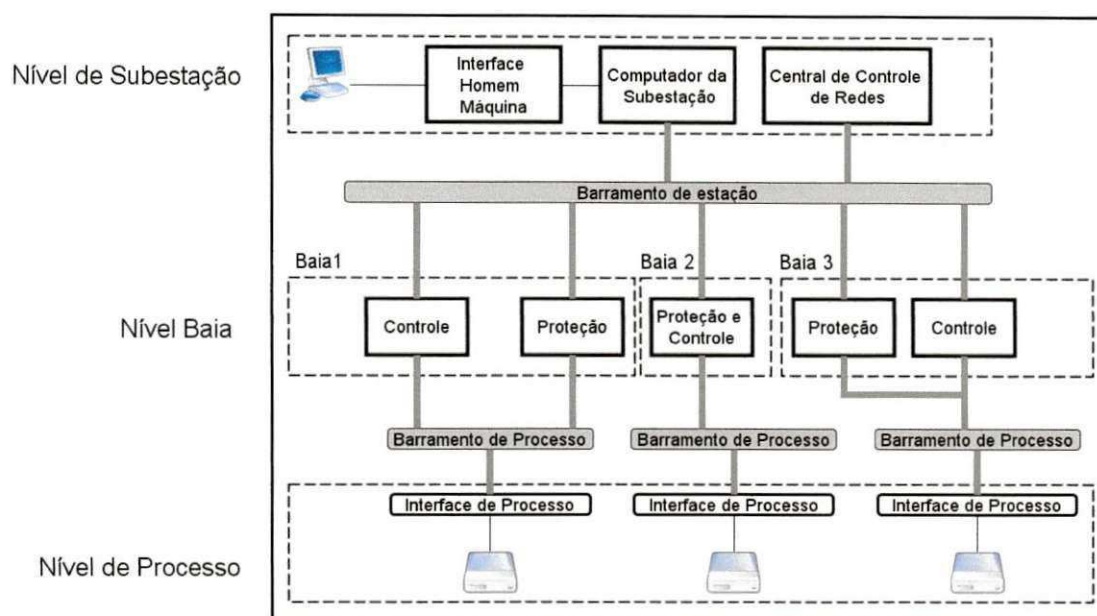 Nível de Subestação
Interface
Homem
Máquina
Computador da
Subestação
Central de Controle
de Redes
Barramento de estação
Baia1
Baia 2
Baia 3
Nível Baia
Controle
Proteção
Proteção e
Controle
Proteção
Controle
Barramento de Processo
Barramento de Processo
Barramento de Processo
Interface de Processo
Interface de Processo
Interface de Processo
Nível de Processo